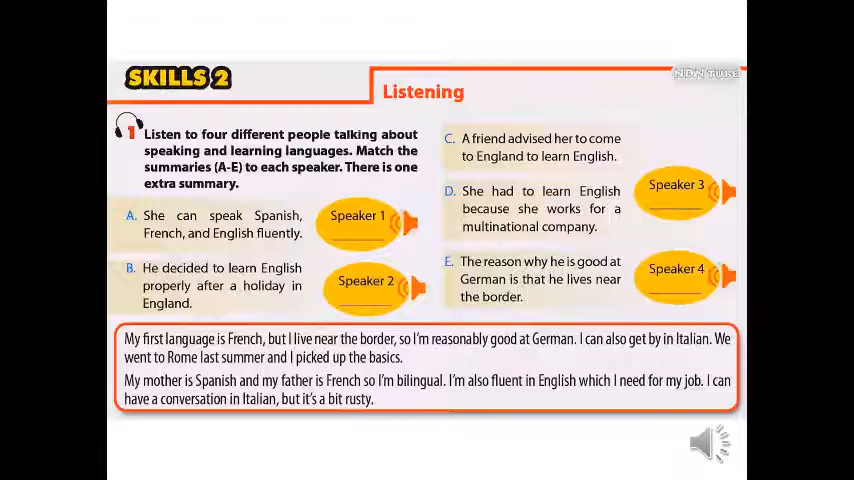 SKILLS 2
NDN TUBE
Listening
1 Listen to four different people talking about
speaking and learning languages. Match the
summaries (A-E) to each speaker. There is one
extra summary.
A. She can speak Spanish,
French, and English fluently.
B. He decided to learn English
properly after a holiday in
England.
Speaker 1
Speaker 2
C. A friend advised her to come
to England to learn English.
D. She had to learn English
because she works for a
multinational company.
E. The reason why he is good at
German is that he lives near
the border.
Speaker 3
Speaker 4
My first language is French, but I live near the border, so I'm reasonably good at German. I can also get by in Italian. We
went to Rome last summer and I picked up the basics.
My mother is Spanish and my father is French so I'm bilingual. I'm also fluent in English which I need for my job. I can
have a conversation in Italian, but it's a bit rusty.